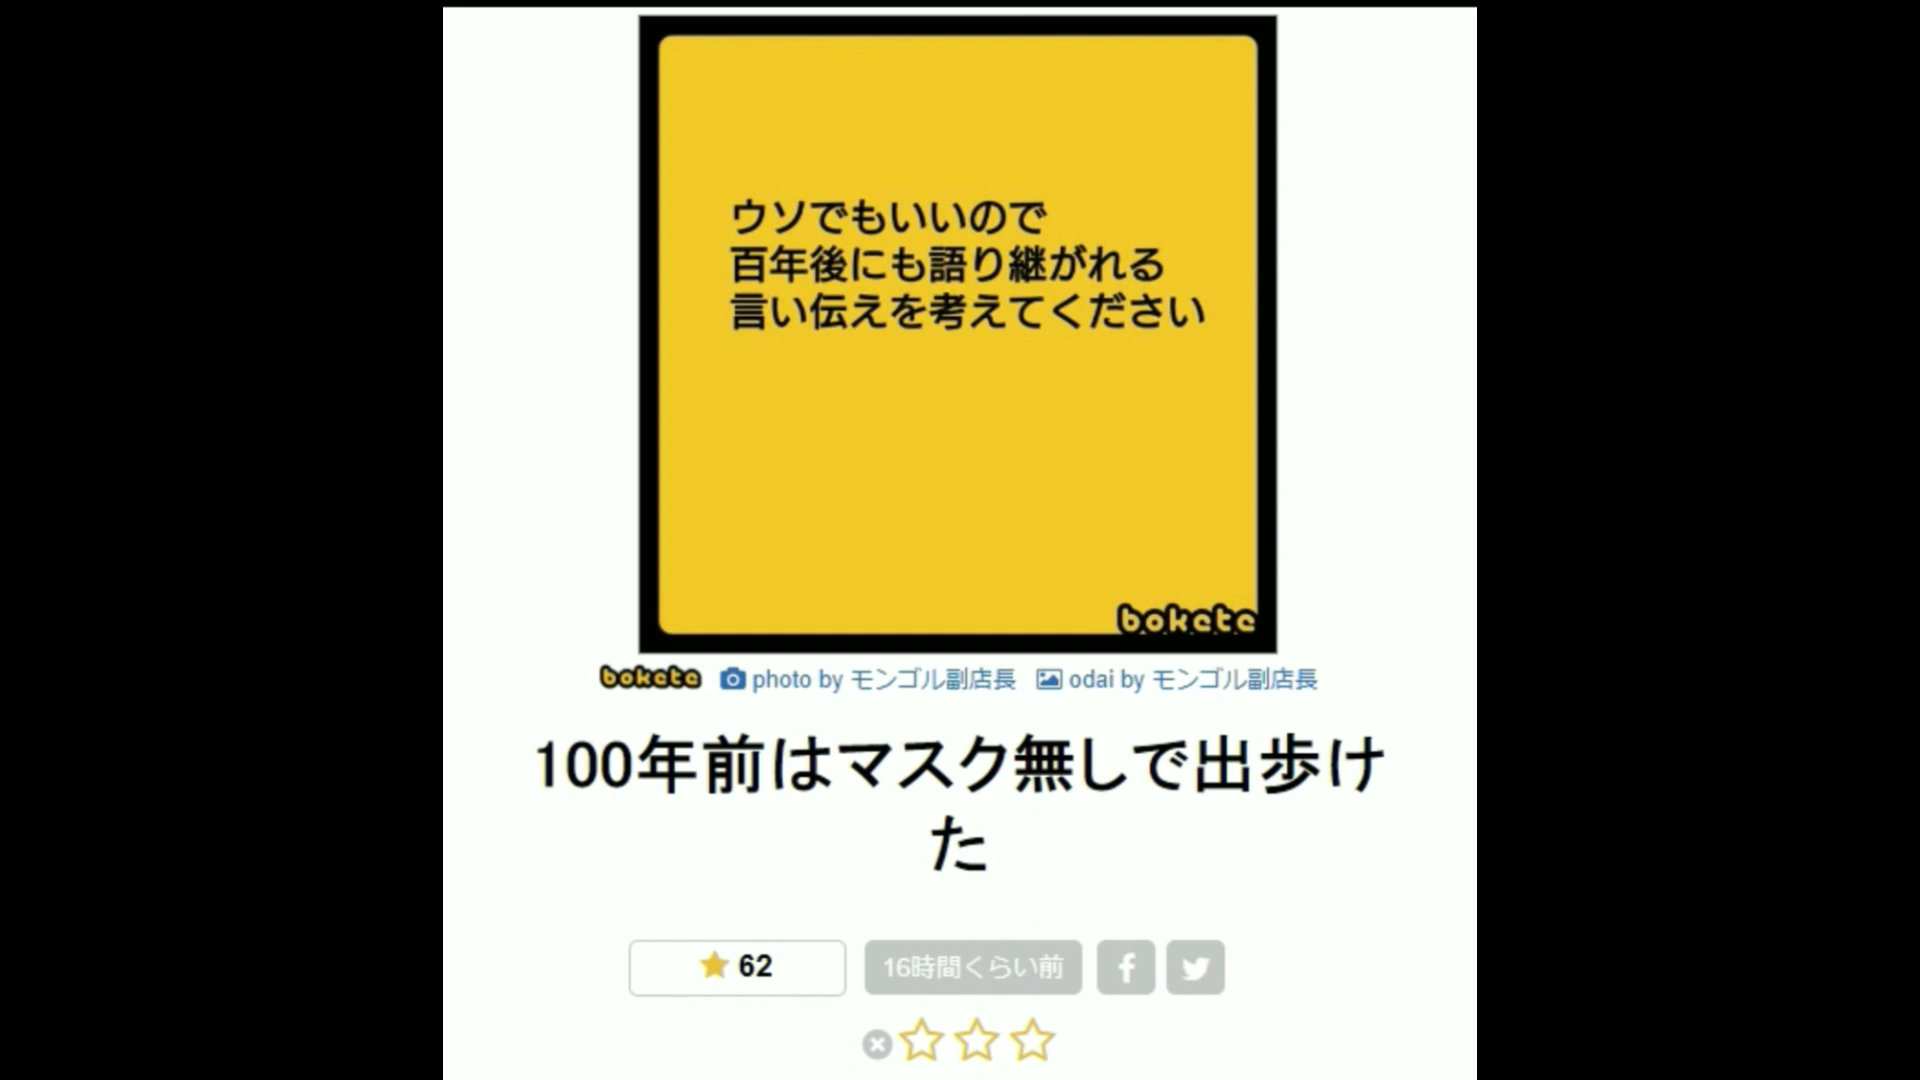 ウソでもいいので
百年後にも語り継がれる
言い伝えを考えてください
bokete
bokete photo by モンゴル副店長 odai by モンゴル副店長
100年前はマスク無しで出歩け
た
62 16時間くらい前